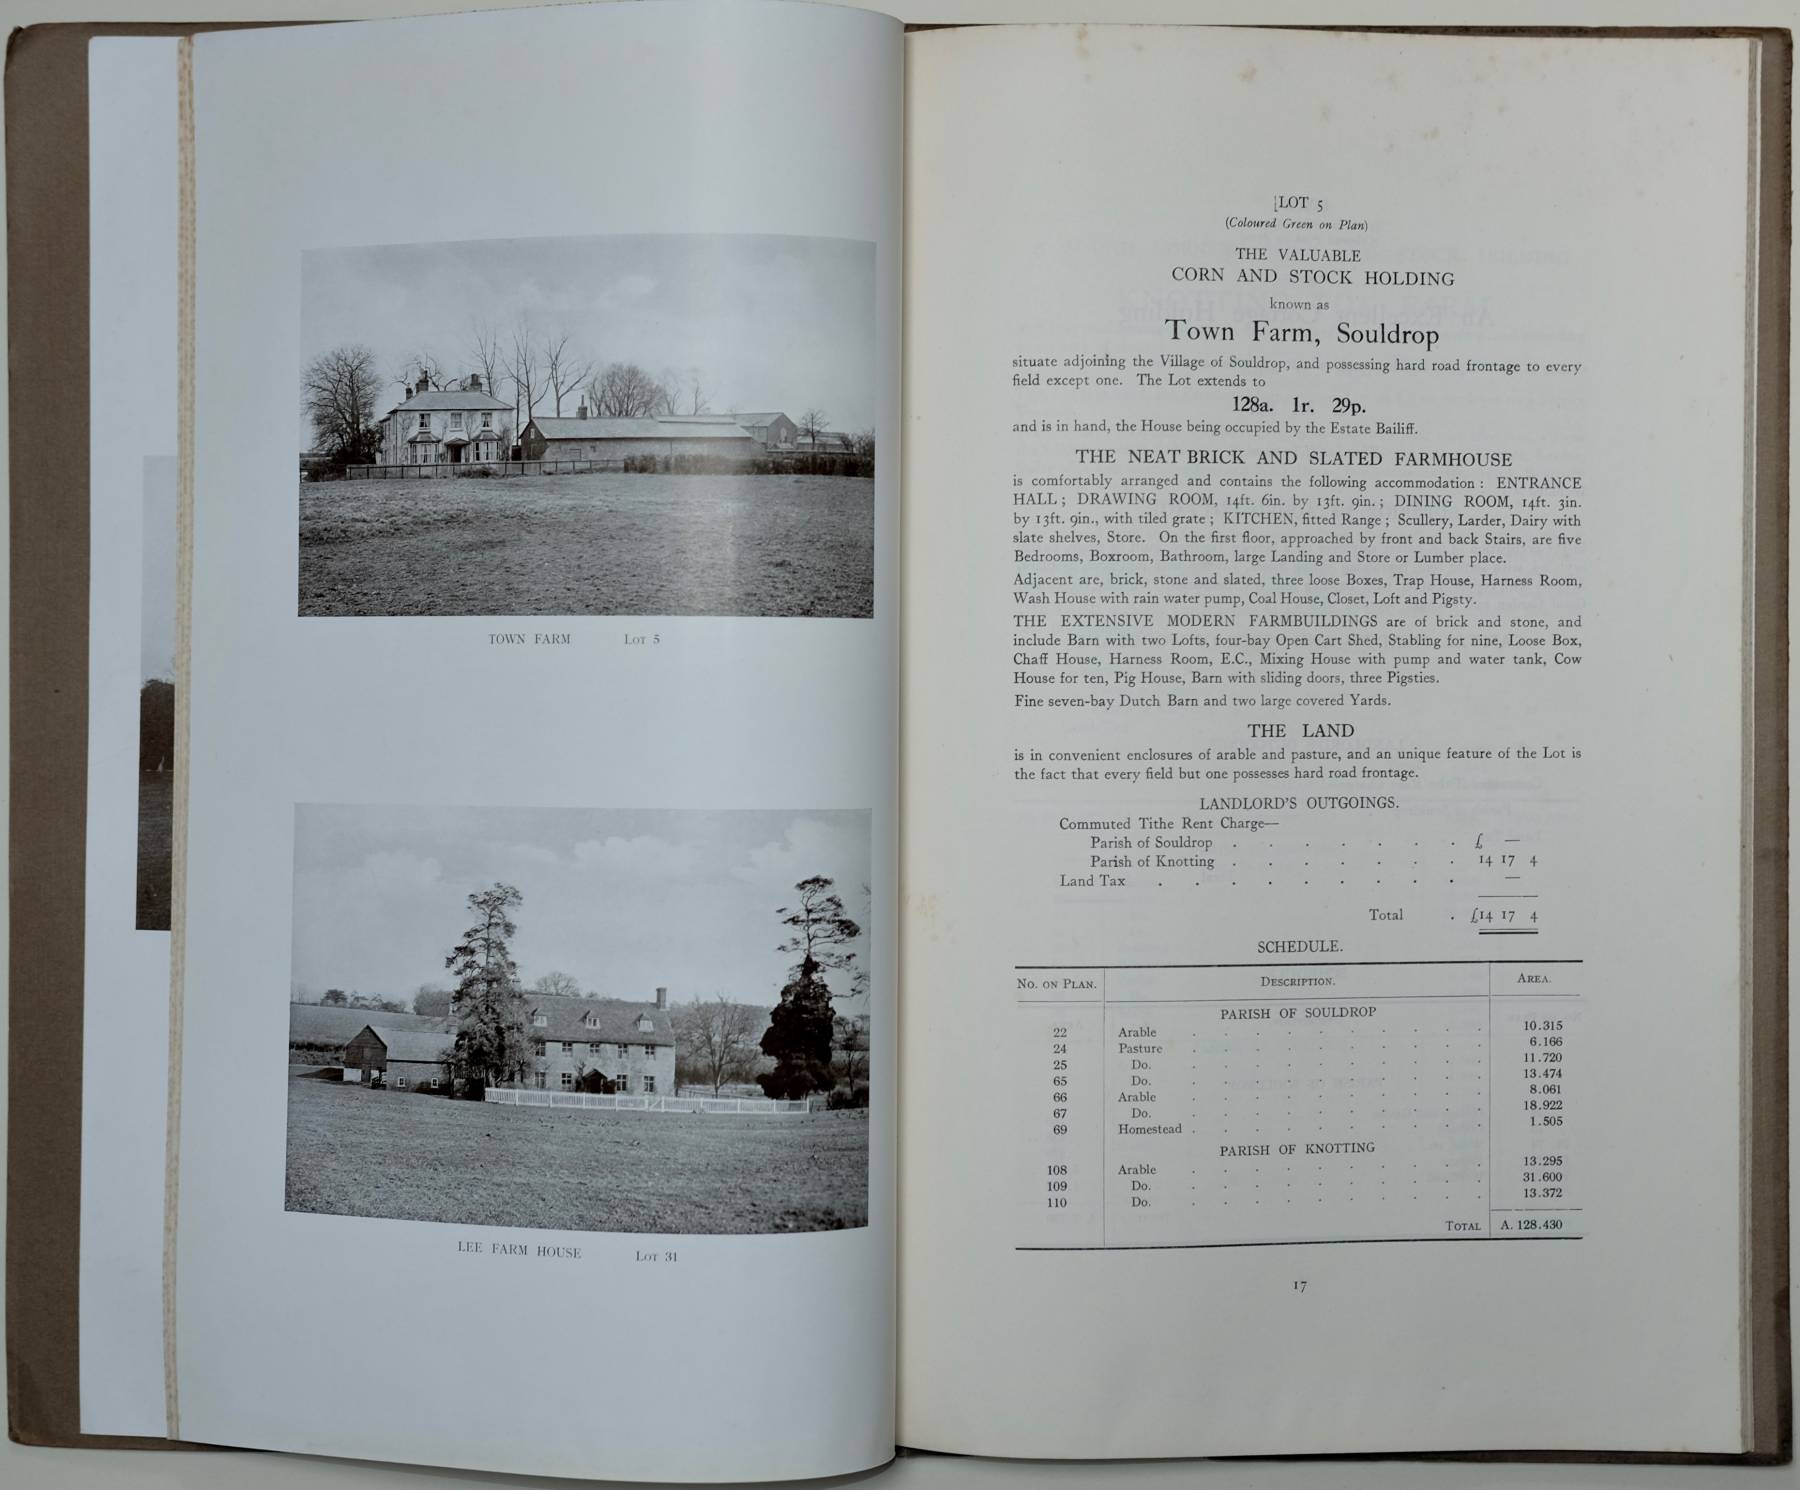 TOWN FARM Lot 5
LEE FARM HOUSE Lot 31
LOT 5
(Coloured Green on Plan)
THE VALUABLE
CORN AND STOCK HOLDING
known as
Town Farm, Souldrop
situate adjoining the Village of Souldrop, and possessing hard road frontage to every
field except one. The Lot extends to
128a. 1r. 29p.
and is in hand, the House being occupied by the Estate Bailiff.
THE NEAT BRICK AND SLATED FARMHOUSE
is comfortably arranged and contains the following accommodation : ENTRANCE
HALL ; DRAWING ROOM, 14ft. 6in. by 13ft. 9in. ; DINING ROOM, 14ft. 3in.
by 13ft. 9in., with tiled grate ; KITCHEN, fitted Range ; Scullery, Larder, Dairy with
slate shelves, Store. On the first floor, approached by front and back Stairs, are five
Bedrooms, Boxroom, Bathroom, large Landing and Store or Lumber place.
Adjacent are, brick, stone and slated, three loose Boxes, Trap House, Harness Room,
Wash House with rain water pump, Coal House, Closet, Loft and Pigsty.
THE EXTENSIVE MODERN FARMBUILDINGS are of brick and stone, and
include Barn with two Lofts, four-bay Open Cart Shed, Stabling for nine, Loose Box,
Chaff House, Harness Room, E.C., Mixing House with pump and water tank, Cow
House for ten, Pig House, Barn with sliding doors, three Pigsties.
Fine seven-bay Dutch Barn and two large covered Yards.
THE LAND
is in convenient enclosures of arable and pasture, and an unique feature of the Lot is
the fact that every field but one possesses hard road frontage.
LANDLORD'S OUTGOINGS.
Commuted Tithe Rent Charge—
Parish of Souldrop . . . . . . . £ —
Parish of Knotting . . . . . . . 14 17 4
Land Tax . . . . . . . . . —
Total . £14 17 4
SCHEDULE.
No. on Plan. Description. Area.
PARISH OF SOULDROP
22 Arable . . . . . . . . . . 10.315
24 Pasture . . . . . . . . . . 6.166
25 Do. . . . . . . . . . . 11.720
65 Do. . . . . . . . . . . 13.474
66 Arable . . . . . . . . . . 8.061
67 Do. . . . . . . . . . . 18.922
69 Homestead . . . . . . . . . . 1.505
PARISH OF KNOTTING
108 Arable . . . . . . . . . . 13.295
109 Do. . . . . . . . . . . 31.600
110 Do. . . . . . . . . . . 13.372
Total A. 128.430
17